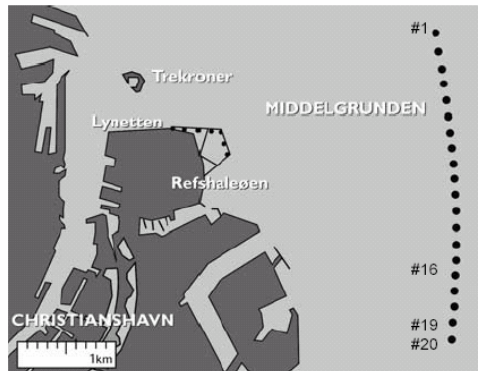 #1
Trekroner
MIDDELGRUNDEN
Lynetten
Refshaleøen
#16
CHRISTIANSHAVN
#19
#20
1km